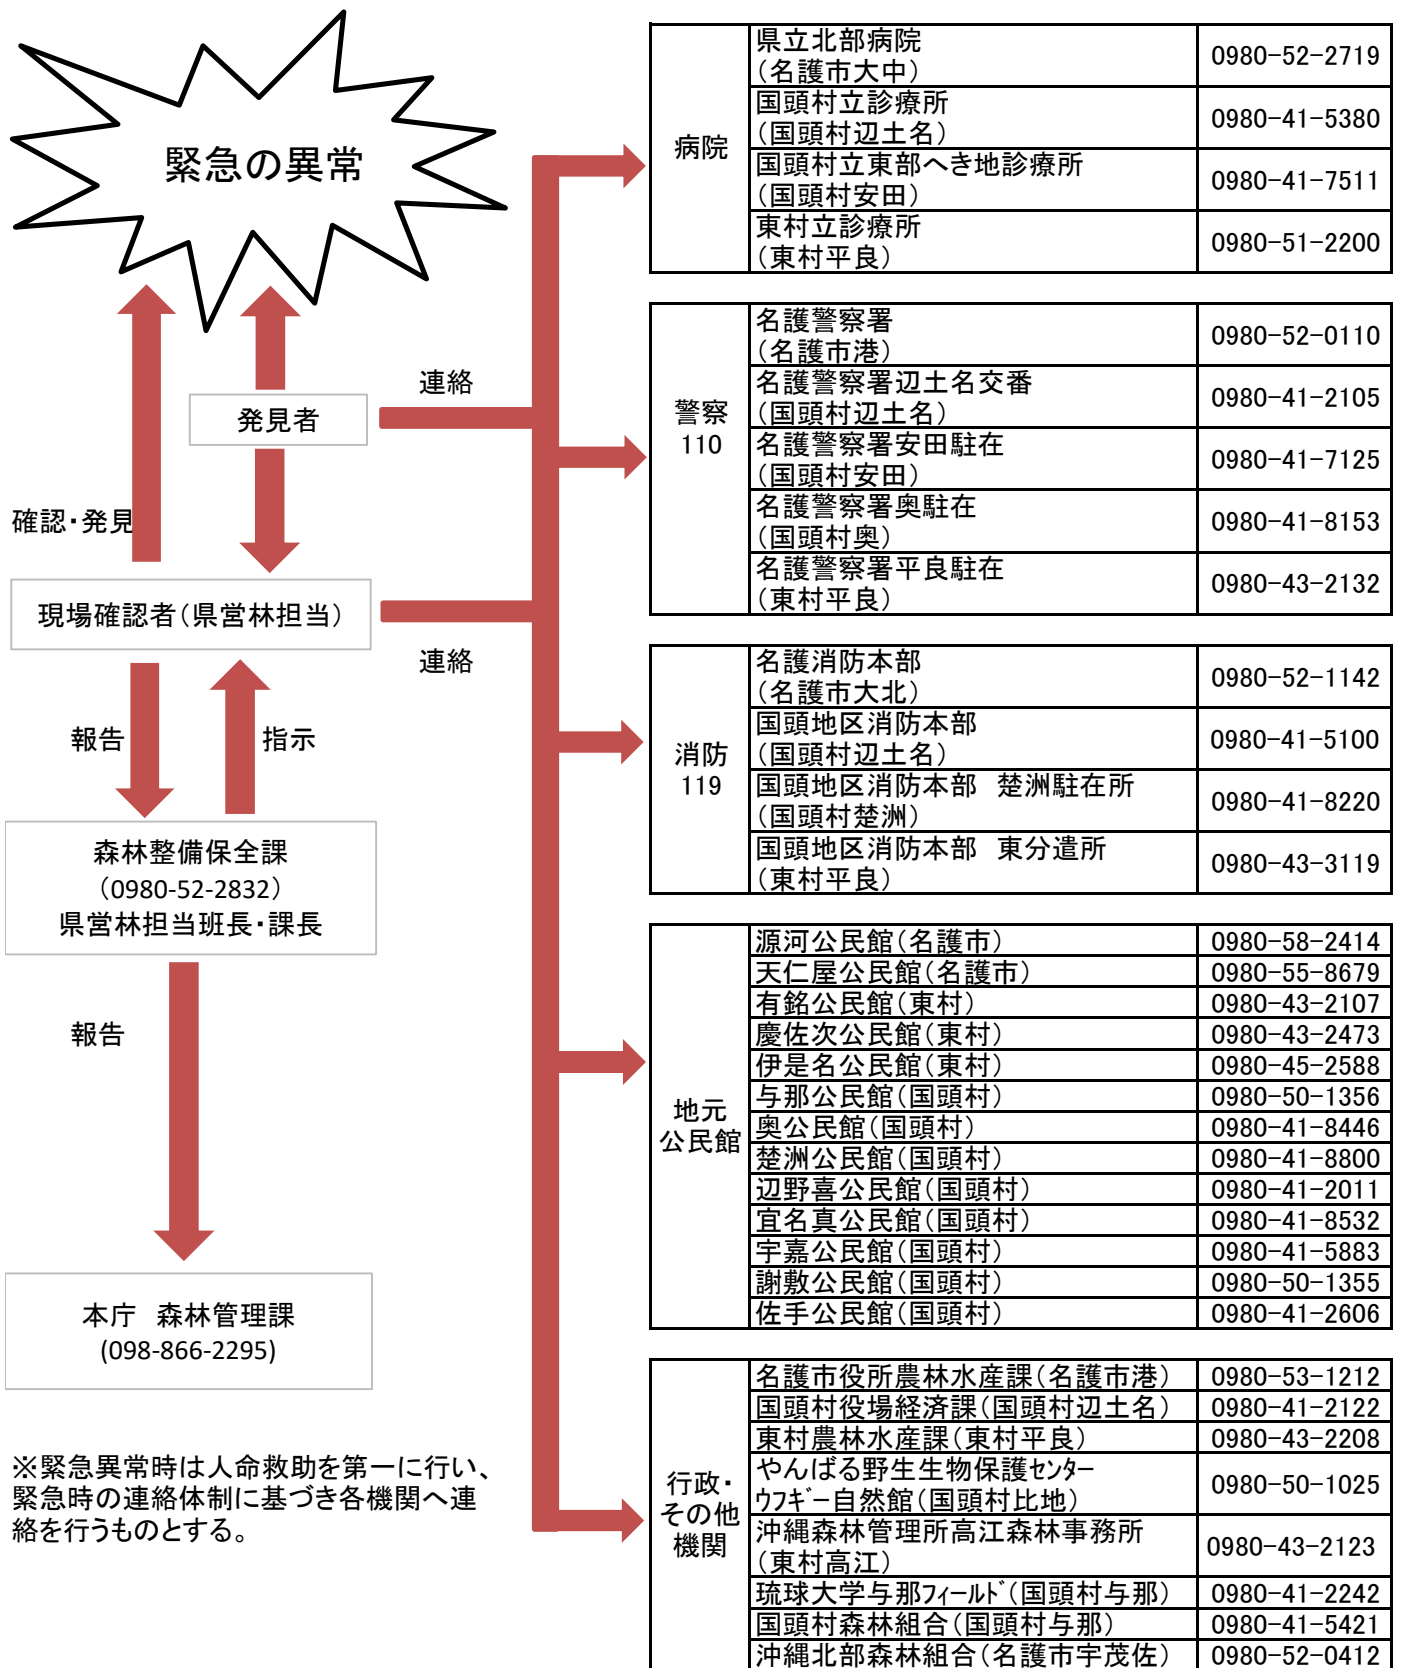 緊急の異常
連絡
発見者
確認・発見
現場確認者（県営林担当）
連絡
報告
指示
森林整備保全課
（0980-52-2832）
県営林担当班長・課長
報告
本庁　森林管理課
(098-866-2295)
※緊急異常時は人命救助を第一に行い、
緊急時の連絡体制に基づき各機関へ連
絡を行うものとする。
病院
県立北部病院
（名護市大中）
0980-52-2719
国頭村立診療所
（国頭村辺土名）
0980-41-5380
国頭村立東部へき地診療所
（国頭村安田）
0980-41-7511
東村立診療所
（東村平良）
0980-51-2200
警察
110
名護警察署
（名護市港）
0980-52-0110
名護警察署辺土名交番
（国頭村辺土名）
0980-41-2105
名護警察署安田駐在
（国頭村安田）
0980-41-7125
名護警察署奥駐在
（国頭村奥）
0980-41-8153
名護警察署平良駐在
（東村平良）
0980-43-2132
消防
119
名護消防本部
（名護市大北）
0980-52-1142
国頭地区消防本部
（国頭村辺土名）
0980-41-5100
国頭地区消防本部　楚洲駐在所
（国頭村楚洲）
0980-41-8220
国頭地区消防本部　東分遣所
（東村平良）
0980-43-3119
地元
公民館
源河公民館（名護市） 0980-58-2414
天仁屋公民館（名護市） 0980-55-8679
有銘公民館（東村） 0980-43-2107
慶佐次公民館（東村） 0980-43-2473
伊是名公民館（東村） 0980-45-2588
与那公民館（国頭村） 0980-50-1356
奥公民館（国頭村） 0980-41-8446
楚洲公民館（国頭村） 0980-41-8800
辺野喜公民館（国頭村） 0980-41-2011
宜名真公民館（国頭村） 0980-41-8532
宇嘉公民館（国頭村） 0980-41-5883
謝敷公民館（国頭村） 0980-50-1355
佐手公民館（国頭村） 0980-41-2606
行政・
その他
機関
名護市役所農林水産課（名護市港） 0980-53-1212
国頭村役場経済課（国頭村辺土名） 0980-41-2122
東村農林水産課（東村平良） 0980-43-2208
やんばる野生生物保護ｾﾝﾀｰ
ｳﾌｷﾞｰ自然館（国頭村比地）
0980-50-1025
沖縄森林管理所高江森林事務所
（東村高江）
0980-43-2123
琉球大学与那ﾌｨｰﾙﾄﾞ（国頭村与那） 0980-41-2242
国頭村森林組合（国頭村与那） 0980-41-5421
沖縄北部森林組合（名護市宇茂佐） 0980-52-0412